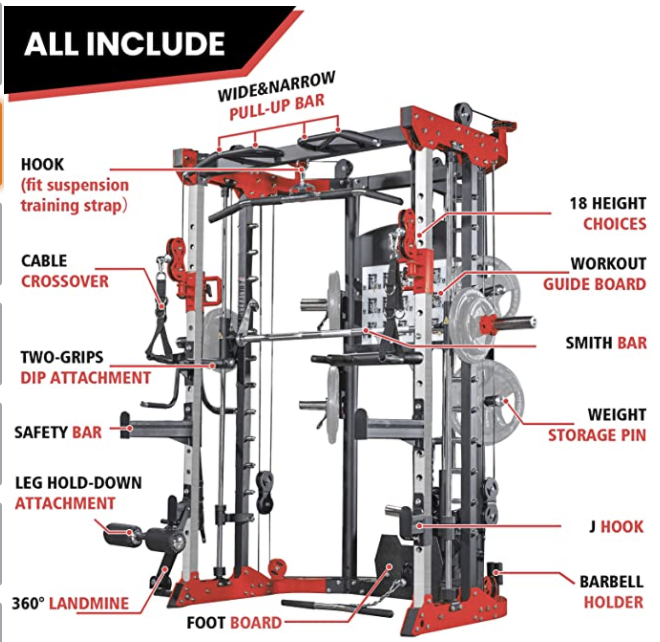 ALL INCLUDE
WIDE&NARROW
PULL-UP BAR
HOOK
(fit suspension
training strap)
18 HEIGHT
CHOICES
CABLE
CROSSOVER
WORKOUT
GUIDE BOARD
SMITH BAR
TWO-GRIPS
DIP ATTACHMENT
SAFETY BAR
WEIGHT
STORAGE PIN
LEG HOLD-DOWN
ATTACHMENT
J HOOK
BARBELL
HOLDER
360° LANDMINE
FOOT BOARD